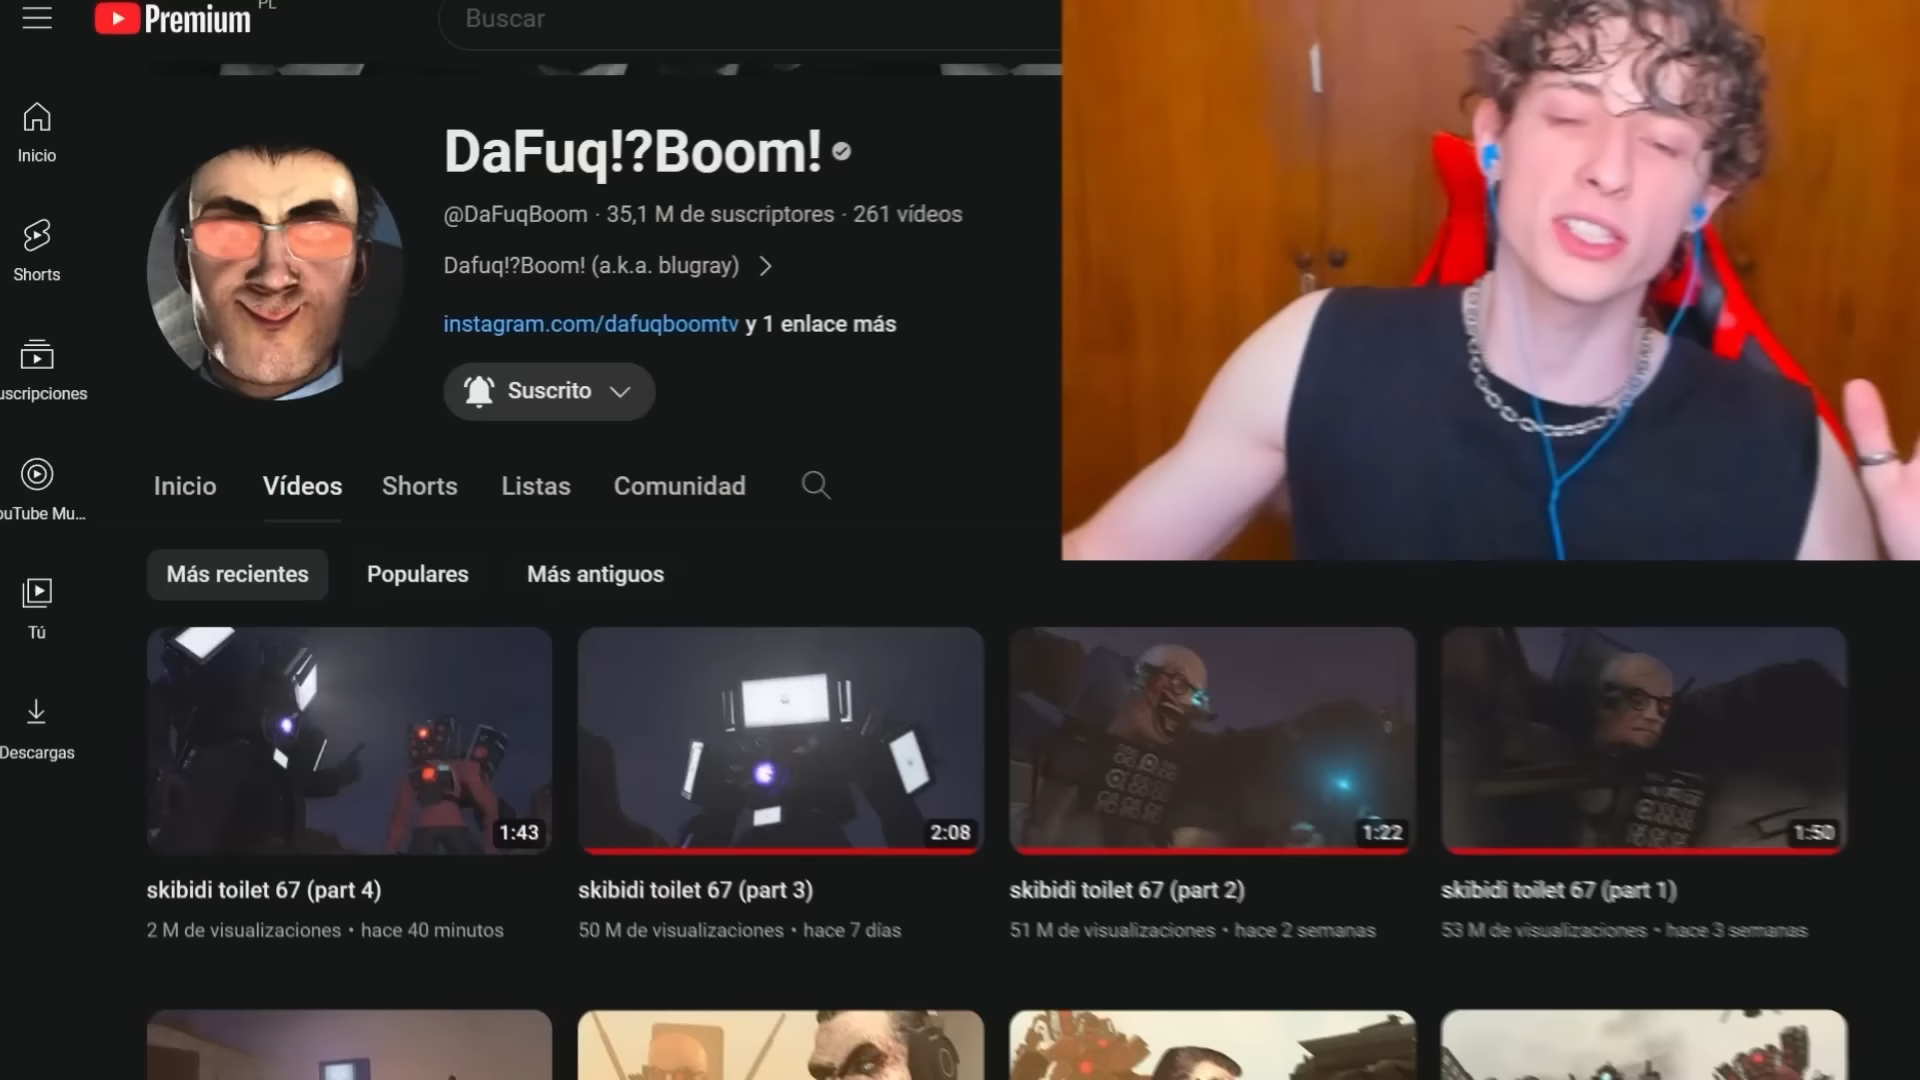 Premium PL
Buscar
Inicio
Shorts
uscripciones
ouTube Mu...
Tú
Descargas
DaFuq!?Boom!
@DaFuqBoom · 35,1 M de suscriptores · 261 vídeos
Dafuq!?Boom! (a.k.a. blugray)
instagram.com/dafuqboomtv y 1 enlace más
Suscrito
Inicio Vídeos Shorts Listas Comunidad
Más recientes Populares Más antiguos
1:43 2:08 1:22 1:50
skibidi toilet 67 (part 4)
2 M de visualizaciones • hace 40 minutos
skibidi toilet 67 (part 3)
50 M de visualizaciones • hace 7 días
skibidi toilet 67 (part 2)
51 M de visualizaciones • hace 2 semanas
skibidi toilet 67 (part 1)
53 M de visualizaciones • hace 3 semanas